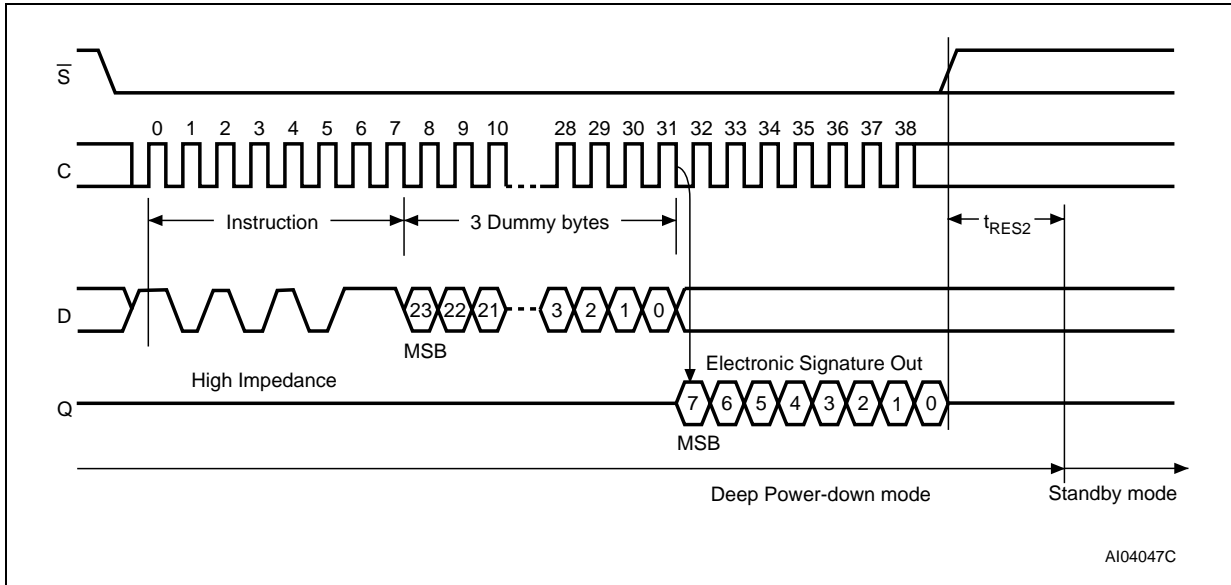 S
0 1 2 3 4 5 6 7 8 9 10 28 29 30 31 32 33 34 35 36 37 38
C
Instruction 3 Dummy bytes tRES2
D 23 22 21 3 2 1 0
MSB
High Impedance Electronic Signature Out
Q 7 6 5 4 3 2 1 0
MSB
Deep Power-down mode Standby mode
AI04047C